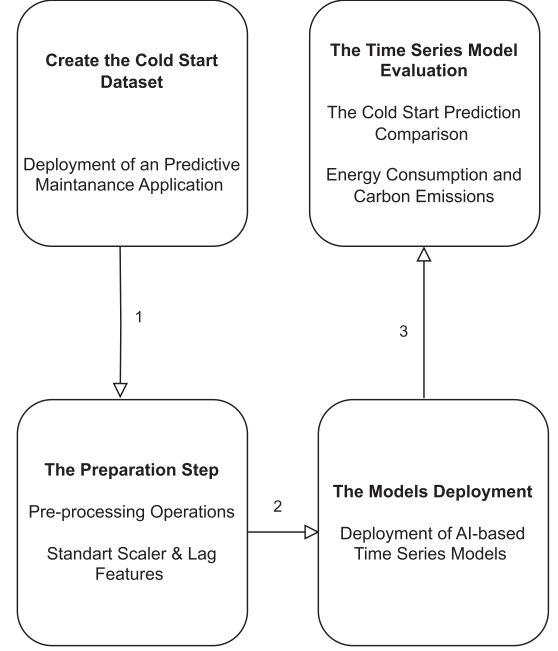 Create the Cold Start
Dataset
Deployment of an Predictive
Maintanance Application
1
The Preparation Step
Pre-processing Operations
Standart Scaler & Lag
Features
2
The Models Deployment
Deployment of AI-based
Time Series Models
3
The Time Series Model
Evaluation
The Cold Start Prediction
Comparison
Energy Consumption and
Carbon Emissions